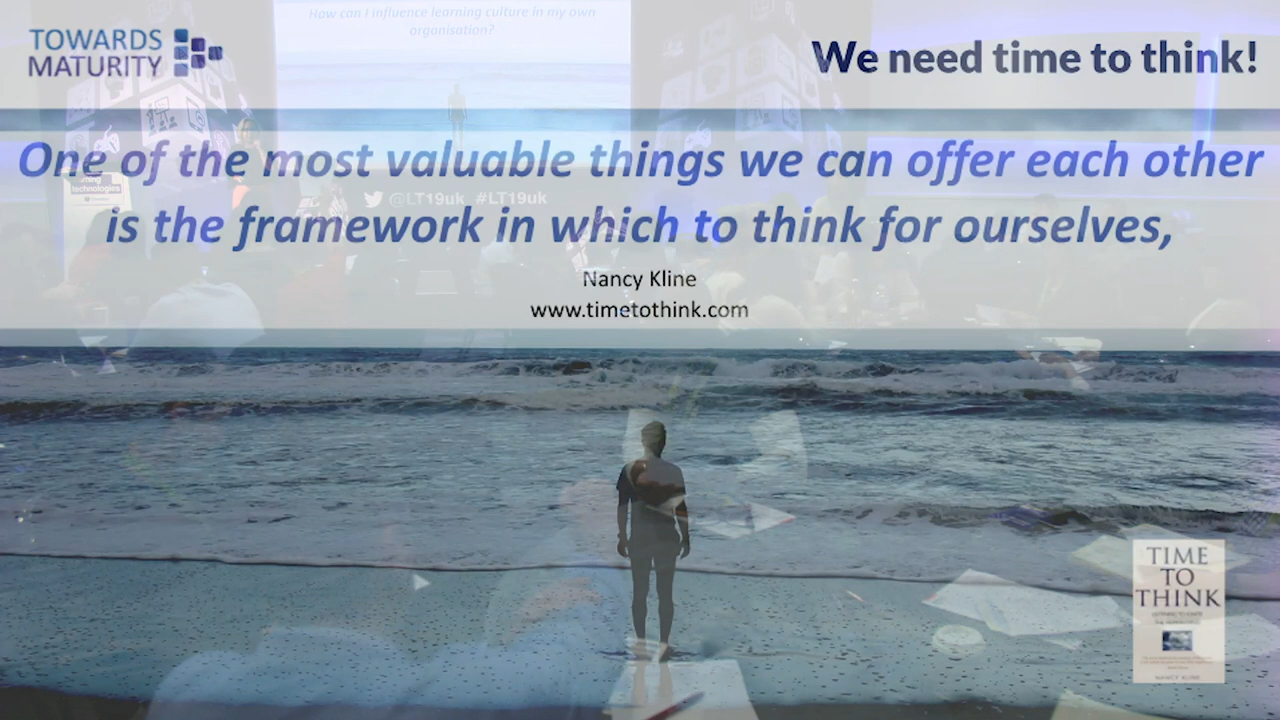 How can I influence learning culture in my own
organisation?
TOWARDS
MATURITY
We need time to think!
One of the most valuable things we can offer each other
technologies
@LT19uk #LT19uk
is the framework in which to think for ourselves,
Nancy Kline
www.timetothink.com
TIME
TO
THINK
NANCY KLINE